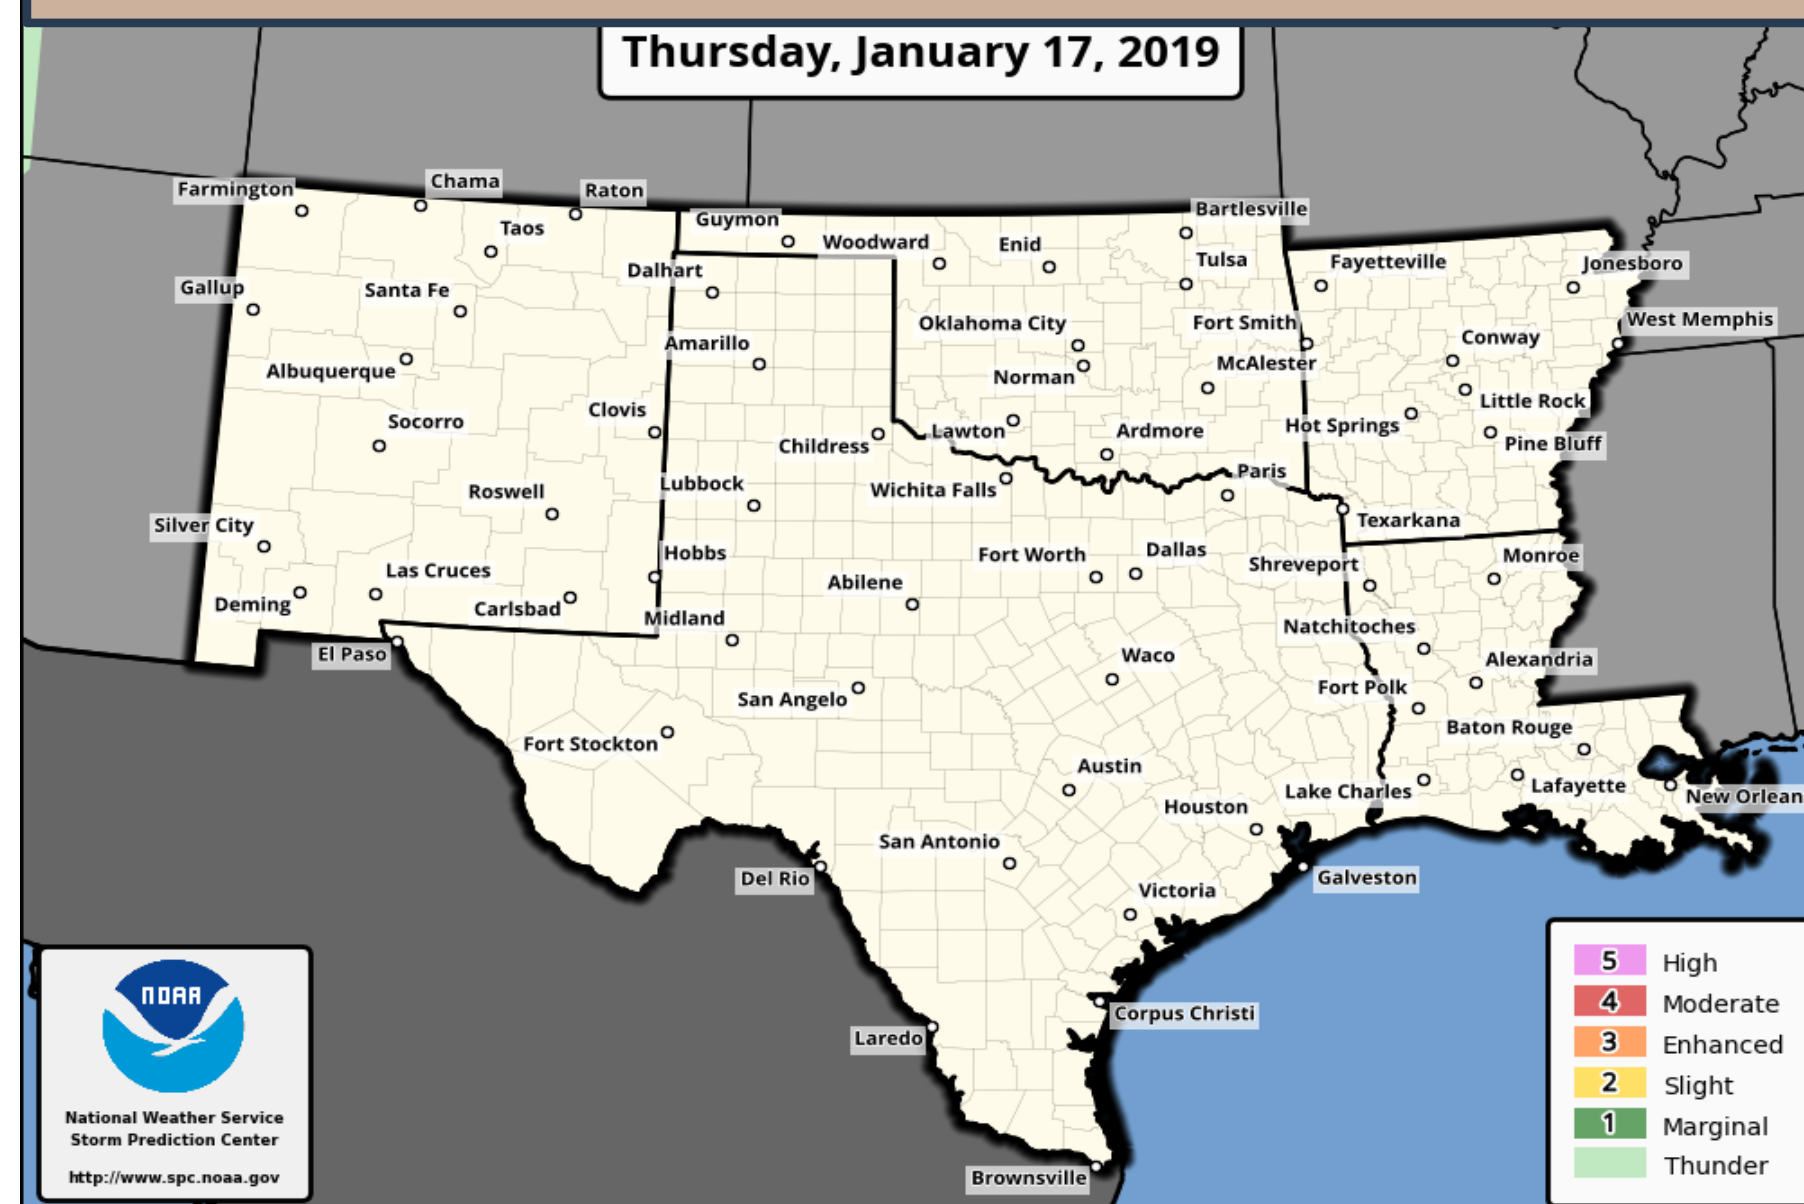 Thursday, January 17, 2019
Farmington
Chama
Raton
Taos
Guymon
Woodward
Enid
Bartlesville
Tulsa
Fayetteville
Jonesboro
Gallup
Santa Fe
Dalhart
Oklahoma City
Fort Smith
West Memphis
Amarillo
Conway
Albuquerque
Norman
McAlester
Little Rock
Socorro
Clovis
Childress
Lawton
Ardmore
Hot Springs
Pine Bluff
Roswell
Lubbock
Wichita Falls
Paris
Silver City
Texarkana
Hobbs
Fort Worth
Dallas
Shreveport
Monroe
Las Cruces
Abilene
Deming
Carlsbad
Midland
Natchitoches
El Paso
Waco
Alexandria
San Angelo
Fort Polk
Fort Stockton
Baton Rouge
Austin
Lake Charles
Lafayette
New Orlean
Houston
San Antonio
Del Rio
Galveston
Victoria
Corpus Christi
Laredo
Brownsville
NOAA
National Weather Service
Storm Prediction Center
http://www.spc.noaa.gov
5 High
4 Moderate
3 Enhanced
2 Slight
1 Marginal
Thunder